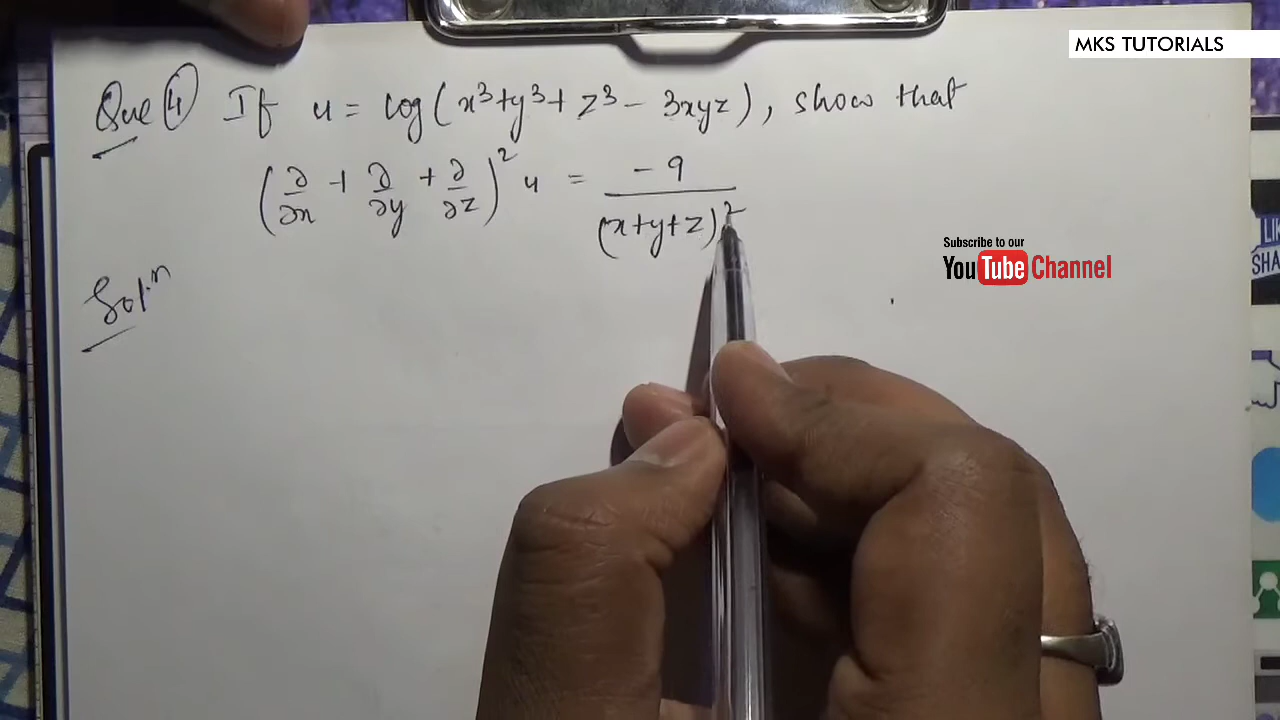 MKS TUTORIALS
Que 4 If u = log(x³+y³+z³-3xyz), show that
(∂/∂x + ∂/∂y + ∂/∂z)² u = -9/(x+y+z)²
Subscribe to our
YouTube Channel
Solⁿ